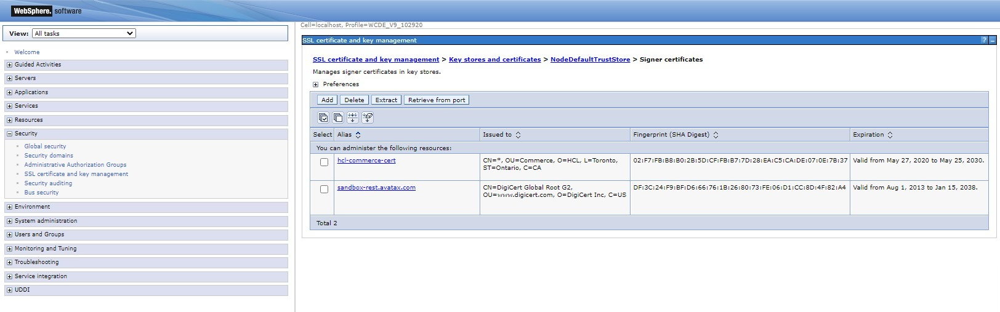 WebSphere. software
View: All tasks
Welcome
Guided Activities
Servers
Applications
Services
Resources
Security
Global security
Security domains
Administrative Authorization Groups
SSL certificate and key management
Security auditing
Bus security
Environment
System administration
Users and Groups
Monitoring and Tuning
Troubleshooting
Service integration
UDDI
Cell=localhost, Profile=WCDE_V9_102920
SSL certificate and key management ? _
SSL certificate and key management > Key stores and certificates > NodeDefaultTrustStore > Signer certificates
Manages signer certificates in key stores.
Preferences
Add Delete Extract Retrieve from port
Select Alias Issued to Fingerprint (SHA Digest) Expiration
You can administer the following resources:
hcl-commerce-cert CN=*, OU=Commerce, O=HCL, L=Toronto, 02:F7:FB:B8:B0:2B:5D:CF:FB:B7:7D:28:EA:C5:CA:DE:07:0E:7B:37 Valid from May 27, 2020 to May 25, 2030.
ST=Ontario, C=CA
sandbox-rest.avatax.com CN=DigiCert Global Root G2, DF:3C:24:F9:BF:D6:66:76:1B:26:80:73:FE:06:D1:CC:8D:4F:82:A4 Valid from Aug 1, 2013 to Jan 15, 2038.
OU=www.digicert.com, O=DigiCert Inc, C=US
Total 2